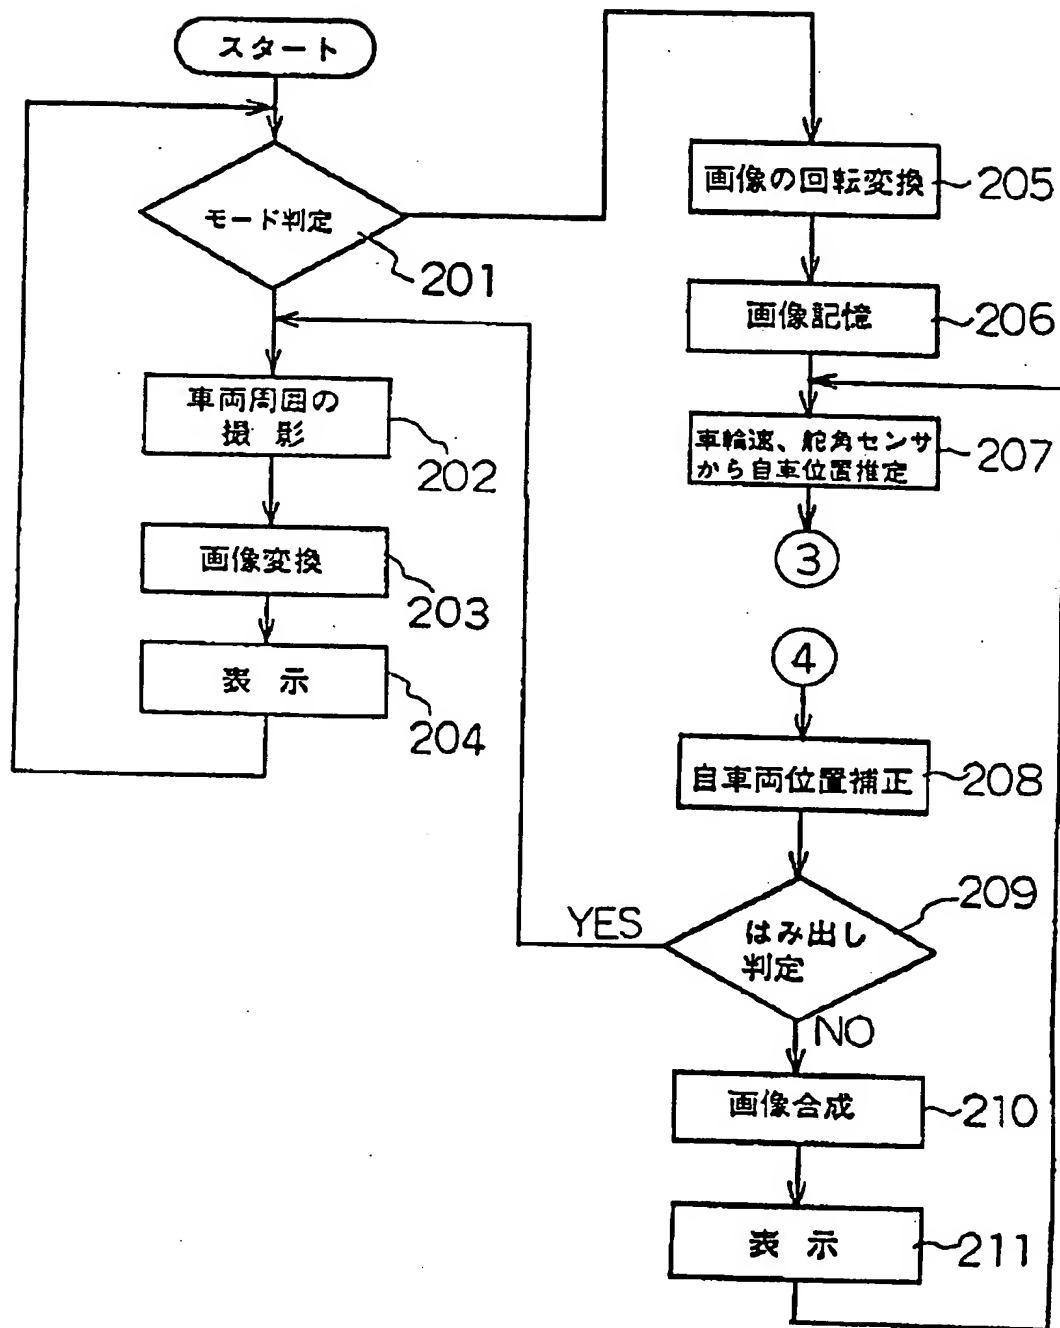 スタート
モード判定
201
車両周囲の
撮影
202
画像変換
203
表示
204
画像の回転変換
205
画像記憶
206
車輪速、舵角センサ
から自車位置推定
207
3
4
自車両位置補正
208
はみ出し
判定
209
YES
NO
画像合成
210
表示
211